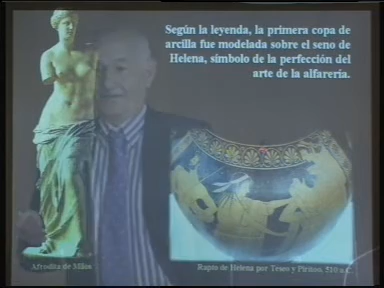 Según la leyenda, la primera copa de
arcilla fue modelada sobre el seno de
Helena, símbolo de la perfección del
arte de la alfarería.
Afrodita de Milos
Rapto de Helena por Teseo y Piritoo. 510 a C.